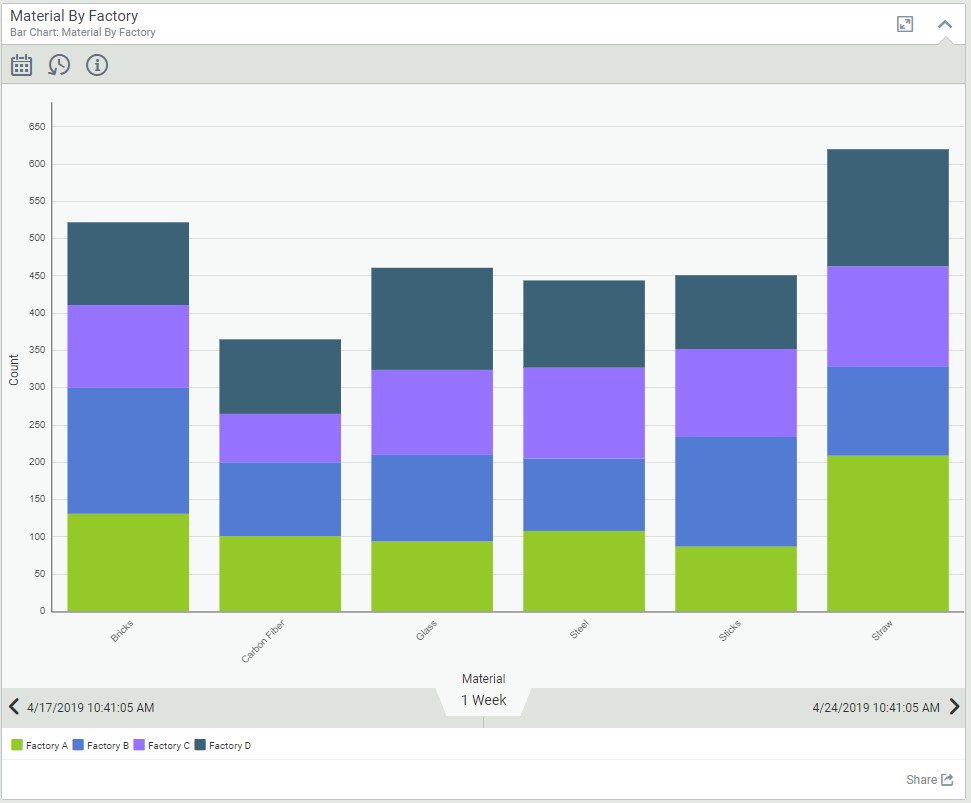 Material By Factory
Bar Chart: Material By Factory
650
600
550
500
450
400
350
300
250
200
150
100
50
0
Count
Bricks
Carbon Fiber
Glass
Steel
Sticks
Straw
Material
1 Week
4/17/2019 10:41:05 AM
4/24/2019 10:41:05 AM
Factory A Factory B Factory C Factory D
Share